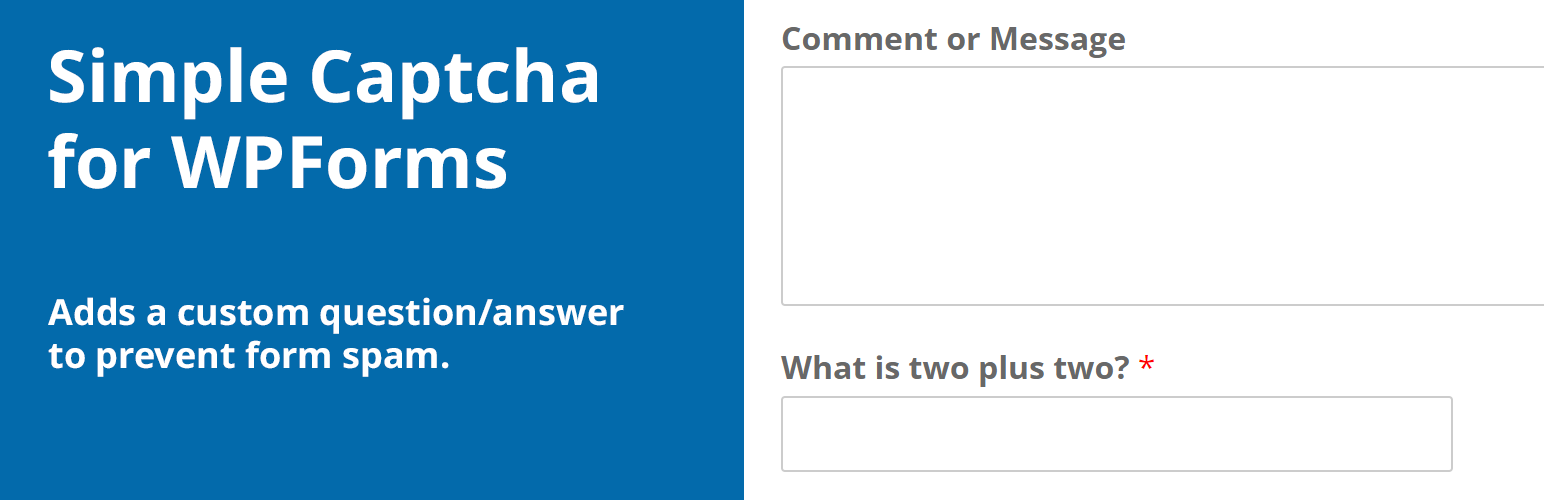 Simple Captcha
for WPForms
Adds a custom question/answer
to prevent form spam.
Comment or Message
What is two plus two? *